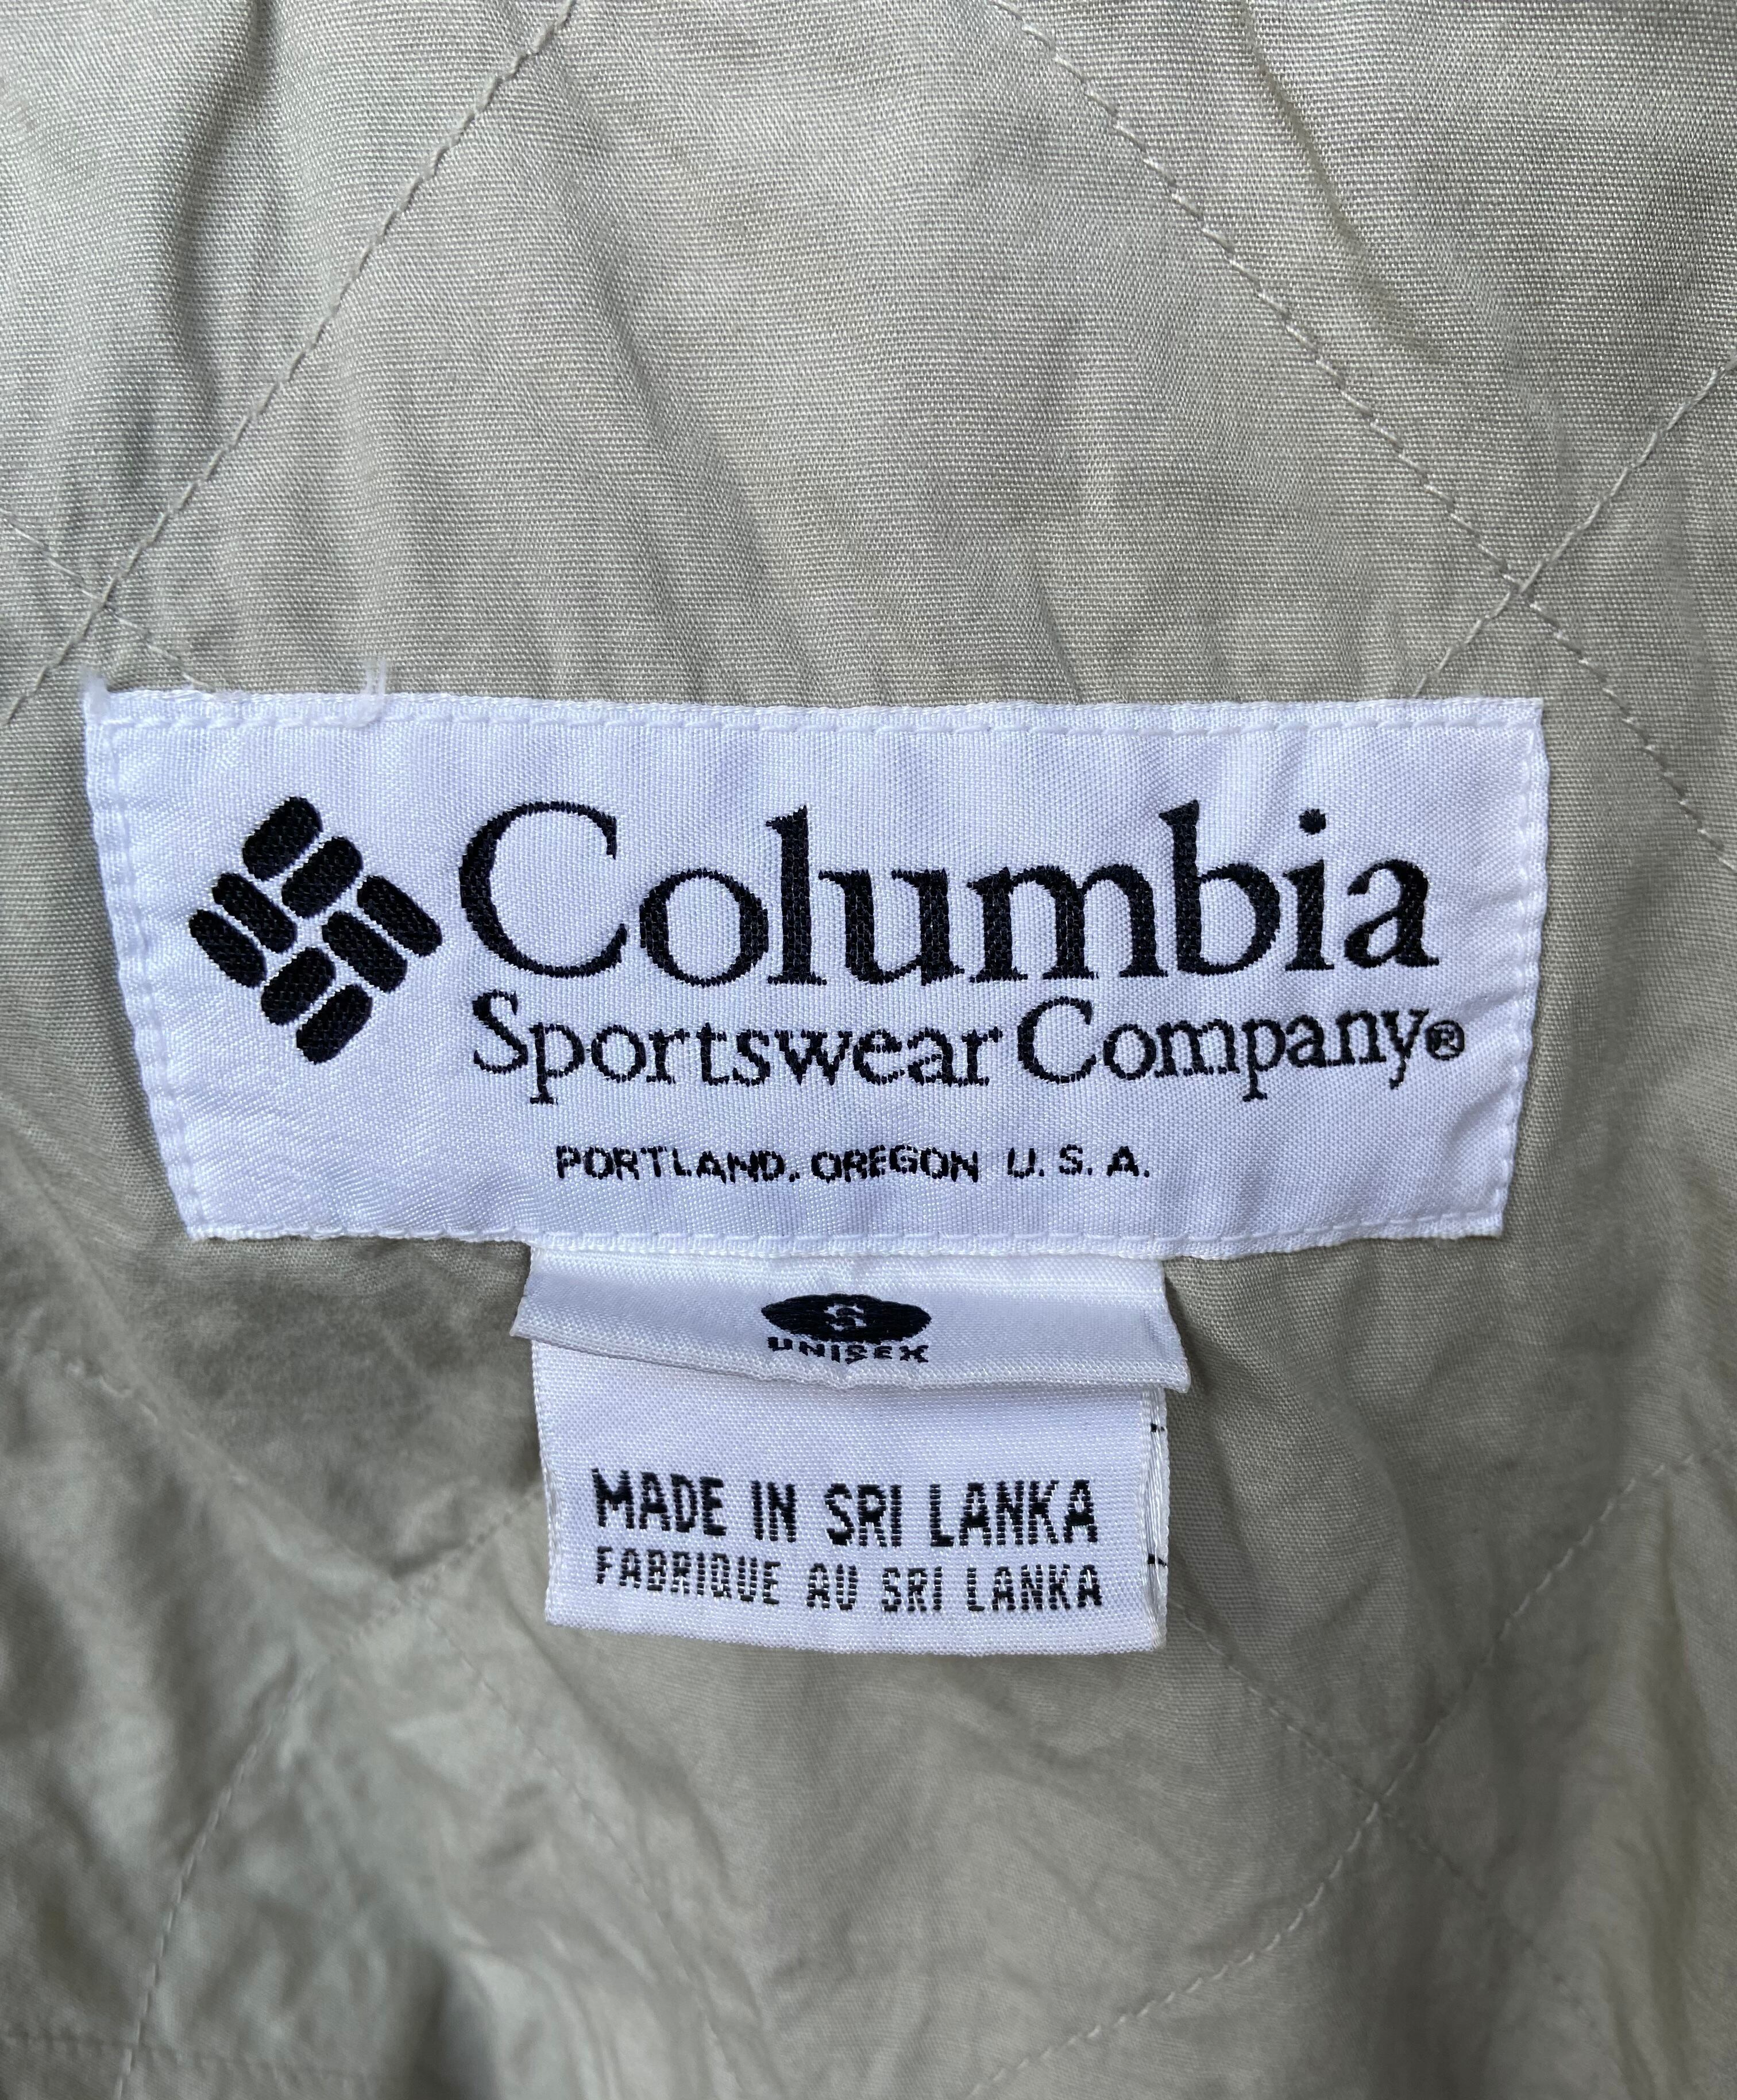 Columbia
Sportswear Company®
PORTLAND, OREGON U.S.A.
S
UNISEX
MADE IN SRI LANKA
FABRIQUE AU SRI LANKA